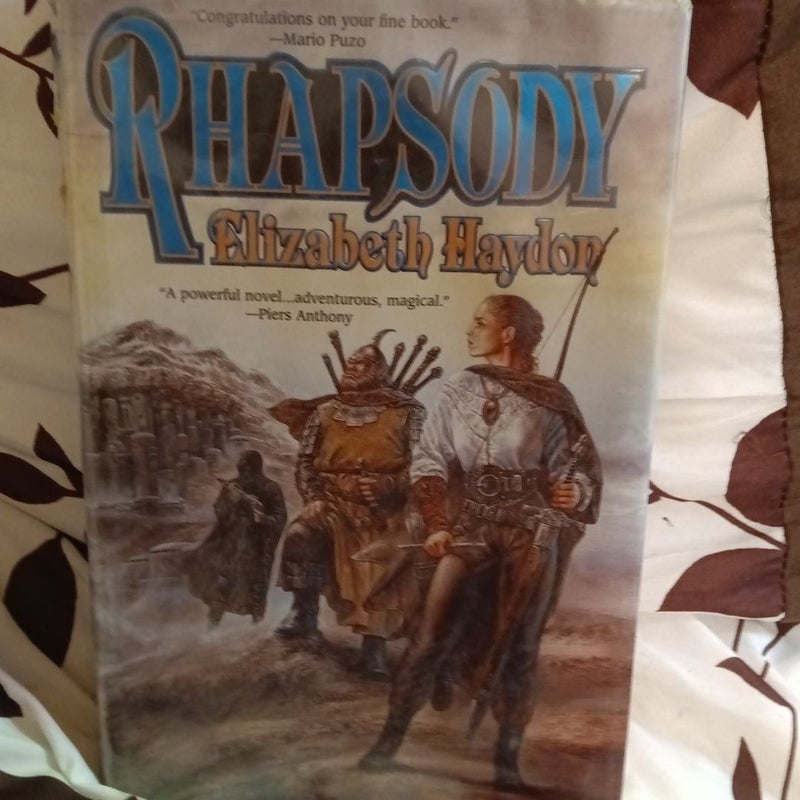 "Congratulations on your fine book."
—Mario Puzo
RHAPSODY
Elizabeth Haydon
"A powerful novel...adventurous, magical."
—Piers Anthony